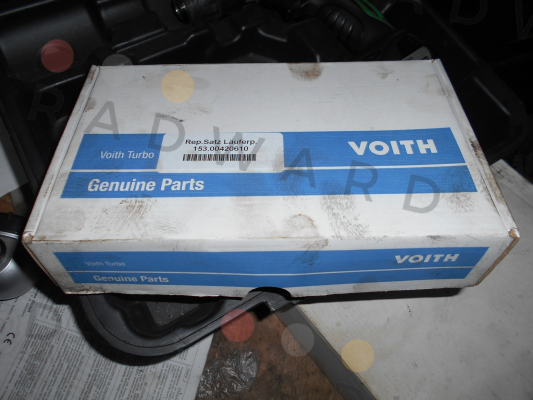 Rep.Satz Läuferp.
153.00420610
Voith Turbo
VOITH
Genuine Parts
RADWARD
Voith Turbo
VOITH
Genuine Parts